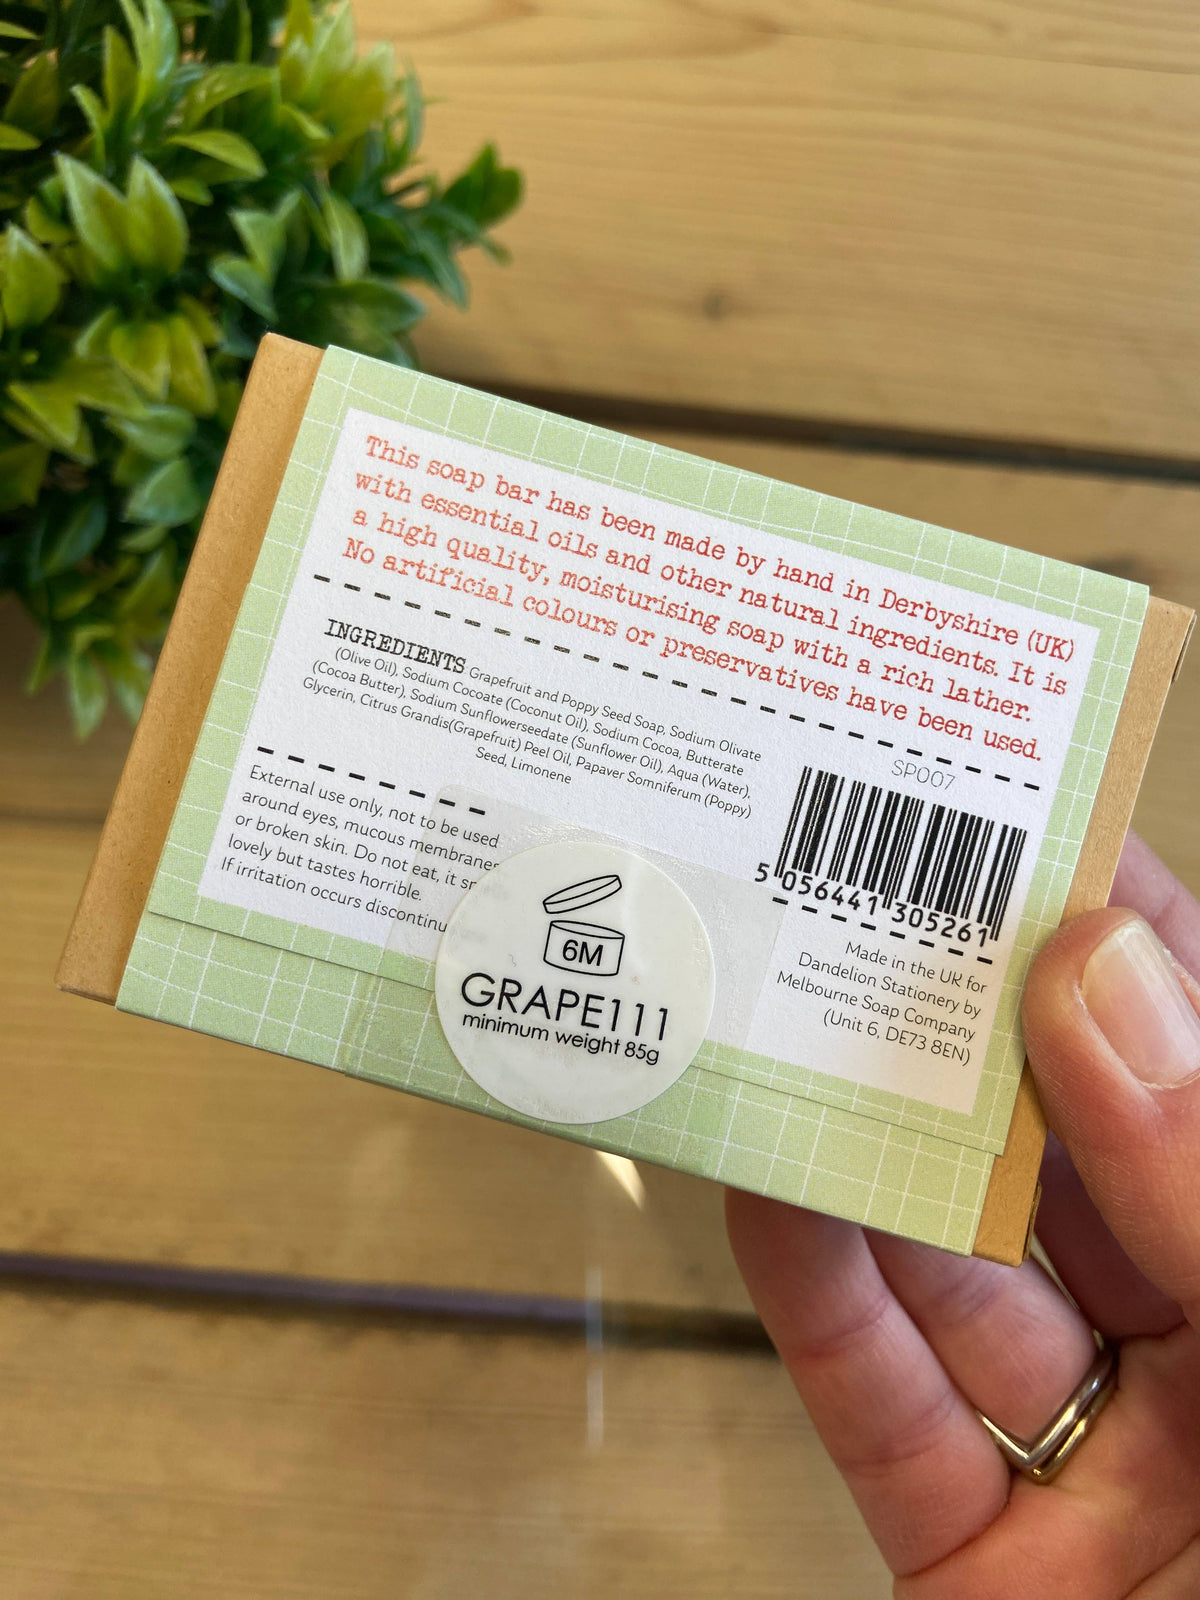 This soap bar has been made by hand in Derbyshire (UK)
with essential oils and other natural ingredients. It is
a high quality, moisturising soap with a rich lather.
No artificial colours or preservatives have been used.
INGREDIENTS Grapefruit and Poppy Seed Soap, Sodium Olivate
(Olive Oil), Sodium Cocoate (Coconut Oil), Sodium Cocoa, Butterate
(Cocoa Butter), Sodium Sunflowerseedate (Sunflower Oil), Aqua (Water),
Glycerin, Citrus Grandis(Grapefruit) Peel Oil, Papaver Somniferum (Poppy)
Seed, Limonene
External use only, not to be used
around eyes, mucous membranes
or broken skin. Do not eat, it
lovely but tastes horrible.
If irritation occurs
SP007
5 056441 305261
Made in the UK for
Dandelion Stationery by
Melbourne Soap Company
(Unit 6, DE73 8EN)
6M
GRAPE111
minimum weight 85g